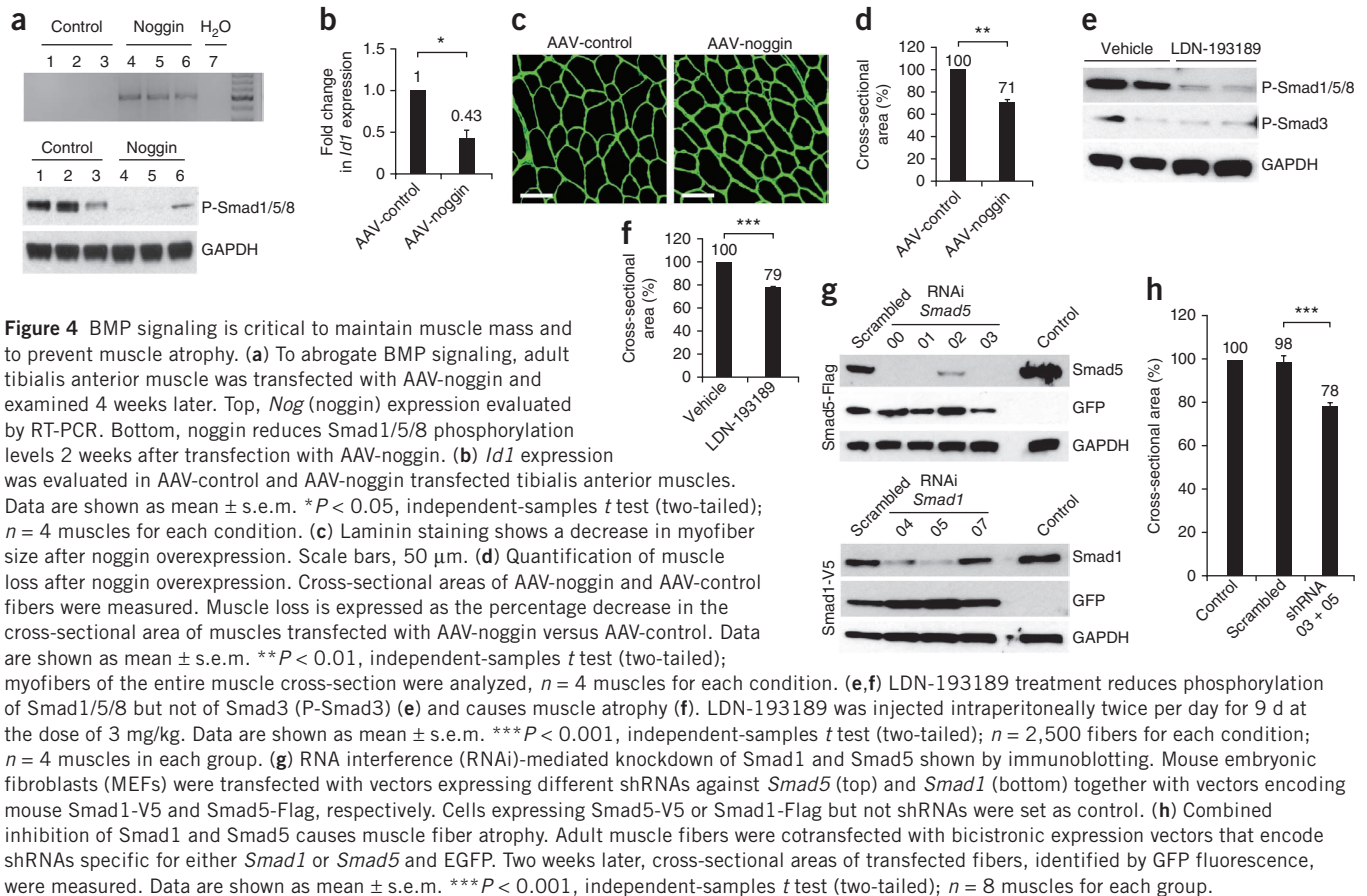 a
Control Noggin H2O
1 2 3 4 5 6 7
Control Noggin
1 2 3 4 5 6
P-Smad1/5/8
GAPDH
b
Fold change
in Id1 expression
1.5
1.0
0.5
0
*
1
0.43
AAV-control
AAV-noggin
c
AAV-control AAV-noggin
d
Cross-sectional
area (%)
120
100
80
60
40
20
0
**
100
71
AAV-control
AAV-noggin
e
Vehicle LDN-193189
P-Smad1/5/8
P-Smad3
GAPDH
f
Cross-sectional
area (%)
120
100
80
60
40
20
0
***
100
79
Vehicle
LDN-193189
g
RNAi
Smad5
Scrambled 00 01 02 03 Control
Smad5-Flag
Smad5
GFP
GAPDH
RNAi
Smad1
Scrambled 04 05 07 Control
Smad1-V5
Smad1
GFP
GAPDH
h
Cross-sectional area (%)
120
100
80
60
40
20
0
***
100
98
78
Control
Scrambled
shRNA
03 + 05
Figure 4 BMP signaling is critical to maintain muscle mass and
to prevent muscle atrophy. (a) To abrogate BMP signaling, adult
tibialis anterior muscle was transfected with AAV-noggin and
examined 4 weeks later. Top, Nog (noggin) expression evaluated
by RT-PCR. Bottom, noggin reduces Smad1/5/8 phosphorylation
levels 2 weeks after transfection with AAV-noggin. (b) Id1 expression
was evaluated in AAV-control and AAV-noggin transfected tibialis anterior muscles.
Data are shown as mean ± s.e.m. *P < 0.05, independent-samples t test (two-tailed);
n = 4 muscles for each condition. (c) Laminin staining shows a decrease in myofiber
size after noggin overexpression. Scale bars, 50 μm. (d) Quantification of muscle
loss after noggin overexpression. Cross-sectional areas of AAV-noggin and AAV-control
fibers were measured. Muscle loss is expressed as the percentage decrease in the
cross-sectional area of muscles transfected with AAV-noggin versus AAV-control. Data
are shown as mean ± s.e.m. **P < 0.01, independent-samples t test (two-tailed);
myofibers of the entire muscle cross-section were analyzed, n = 4 muscles for each condition. (e,f) LDN-193189 treatment reduces phosphorylation
of Smad1/5/8 but not of Smad3 (P-Smad3) (e) and causes muscle atrophy (f). LDN-193189 was injected intraperitoneally twice per day for 9 d at
the dose of 3 mg/kg. Data are shown as mean ± s.e.m. ***P < 0.001, independent-samples t test (two-tailed); n = 2,500 fibers for each condition;
n = 4 muscles in each group. (g) RNA interference (RNAi)-mediated knockdown of Smad1 and Smad5 shown by immunoblotting. Mouse embryonic
fibroblasts (MEFs) were transfected with vectors expressing different shRNAs against Smad5 (top) and Smad1 (bottom) together with vectors encoding
mouse Smad1-V5 and Smad5-Flag, respectively. Cells expressing Smad5-V5 or Smad1-Flag but not shRNAs were set as control. (h) Combined
inhibition of Smad1 and Smad5 causes muscle fiber atrophy. Adult muscle fibers were cotransfected with bicistronic expression vectors that encode
shRNAs specific for either Smad1 or Smad5 and EGFP. Two weeks later, cross-sectional areas of transfected fibers, identified by GFP fluorescence,
were measured. Data are shown as mean ± s.e.m. ***P < 0.001, independent-samples t test (two-tailed); n = 8 muscles for each group.